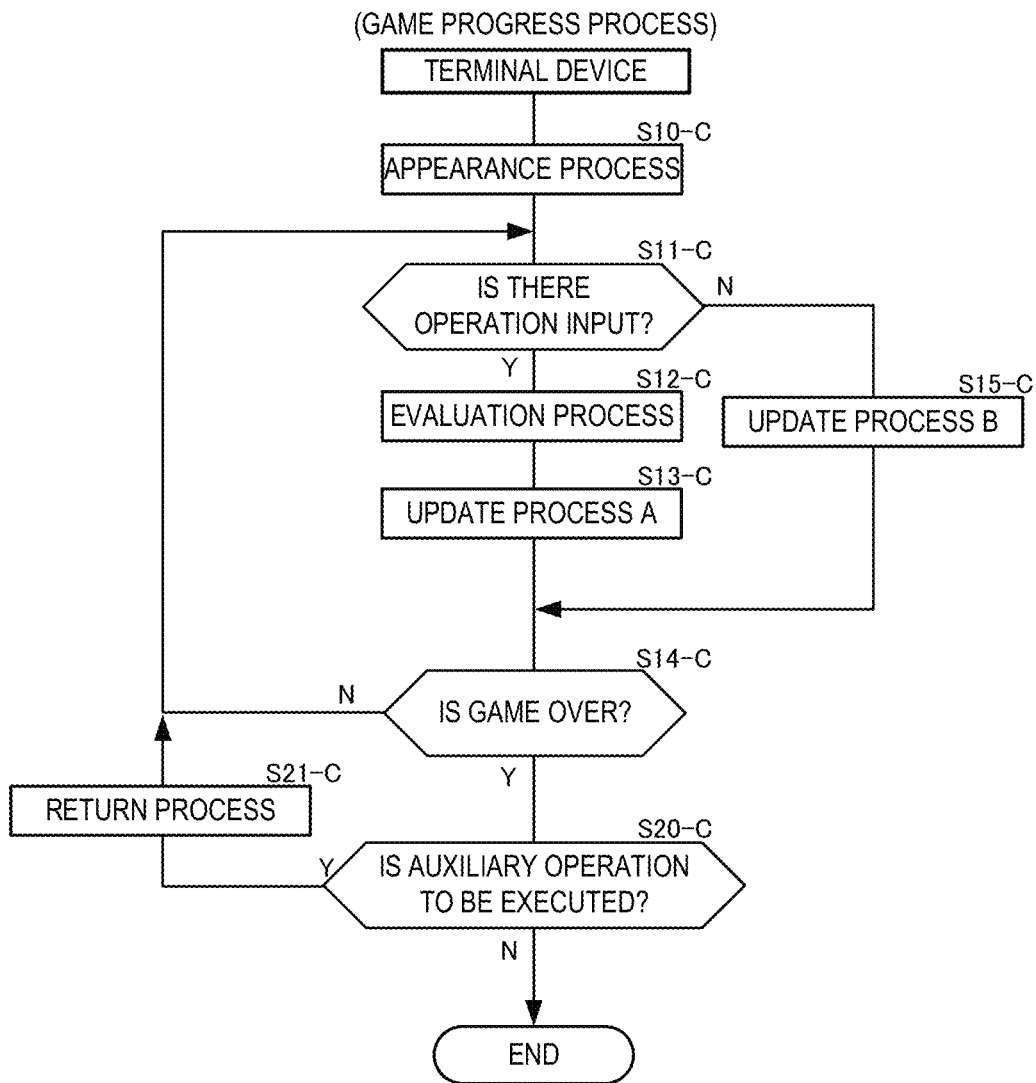 (GAME PROGRESS PROCESS)
TERMINAL DEVICE
S10-C
APPEARANCE PROCESS
S11-C
IS THERE
OPERATION INPUT?
N
Y
S12-C
EVALUATION PROCESS
S15-C
UPDATE PROCESS B
S13-C
UPDATE PROCESS A
S14-C
IS GAME OVER?
N
Y
S21-C
RETURN PROCESS
S20-C
IS AUXILIARY OPERATION
TO BE EXECUTED?
Y
N
END